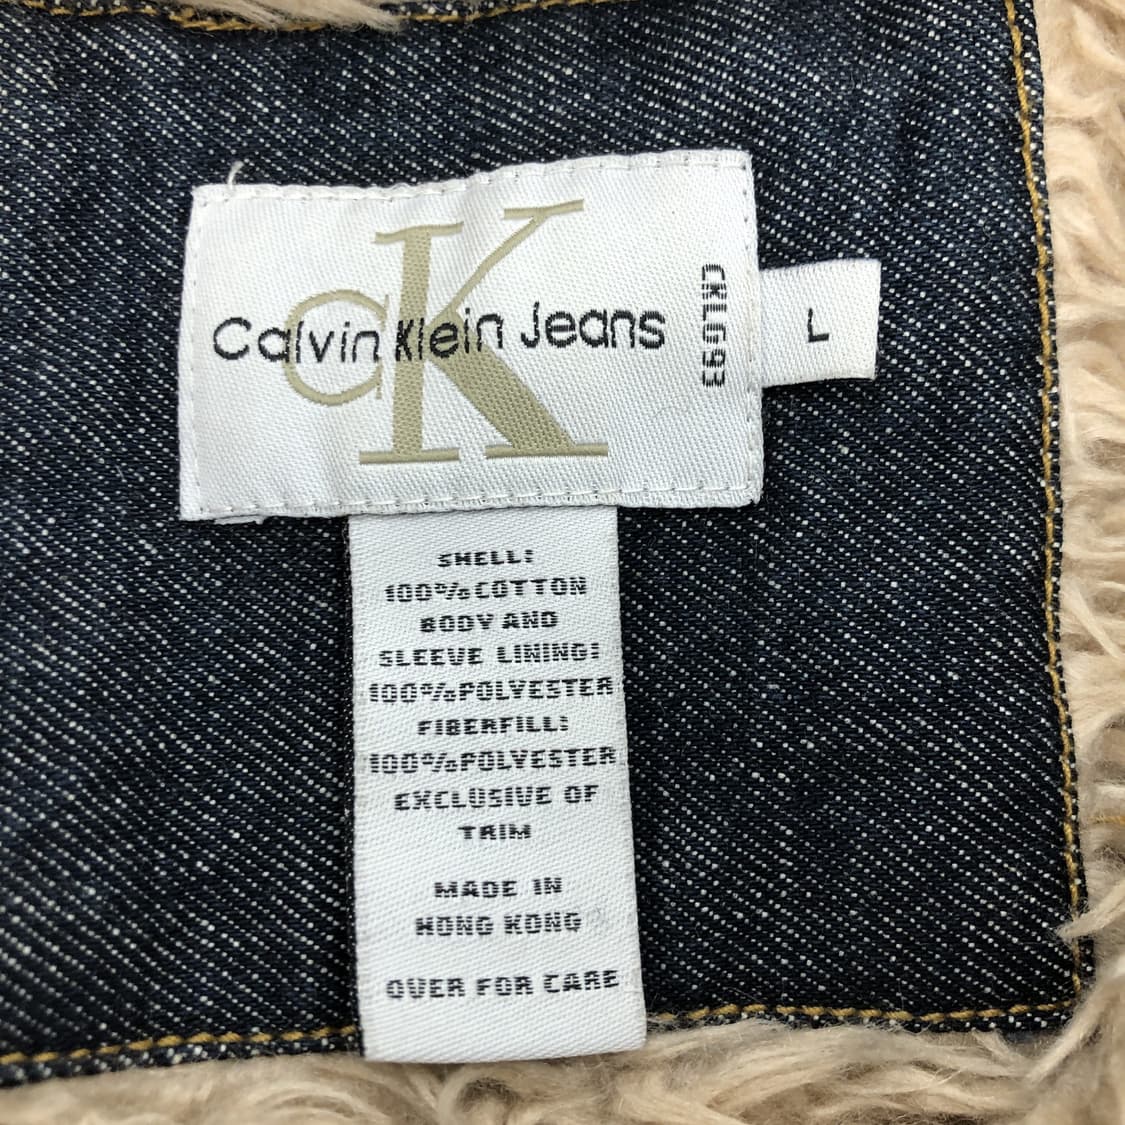 CK
Calvin Klein Jeans
CKLG93
L
SHELL:
100% COTTON
BODY AND
SLEEVE LINING:
100% POLYESTER
FIBERFILL:
100% POLYESTER
EXCLUSIVE OF
TRIM
MADE IN
HONG KONG
OVER FOR CARE